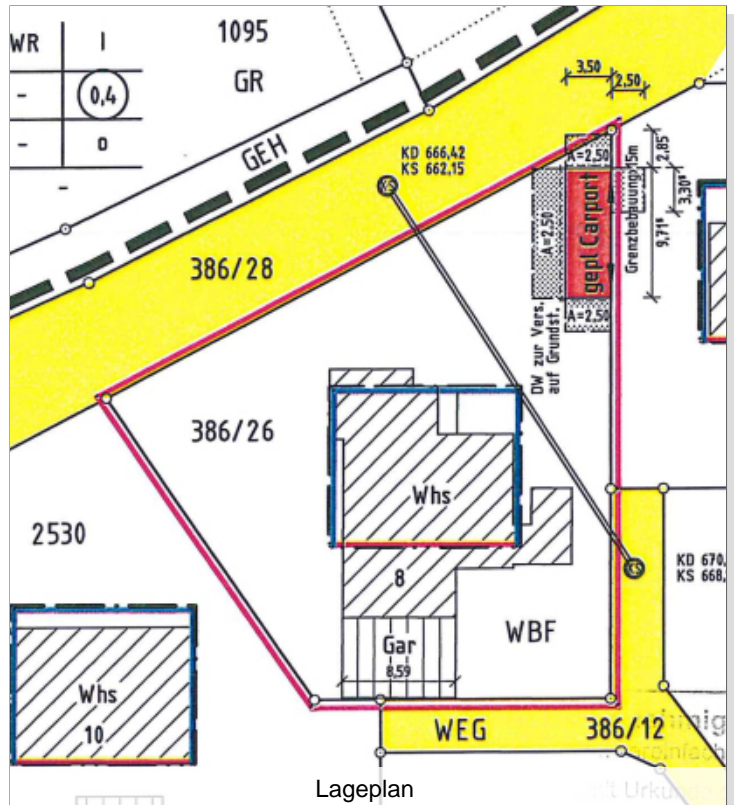 WR
I
1095
GR
-
0,4
-
o
-
GEH
3,50
2,50
KD 666,42
KS 662,15
A=2,50
2,85
Grenzbebauung: 15m
3,30⁵
A=2,50
gepl Carport
9,71⁵
386/28
A=2,50
DW zur Vers.
auf Grundst.
386/26
Whs
2530
8
KD 670,
KS 668,
WBF
Gar
8,59
Whs
10
WEG
386/12
Lageplan